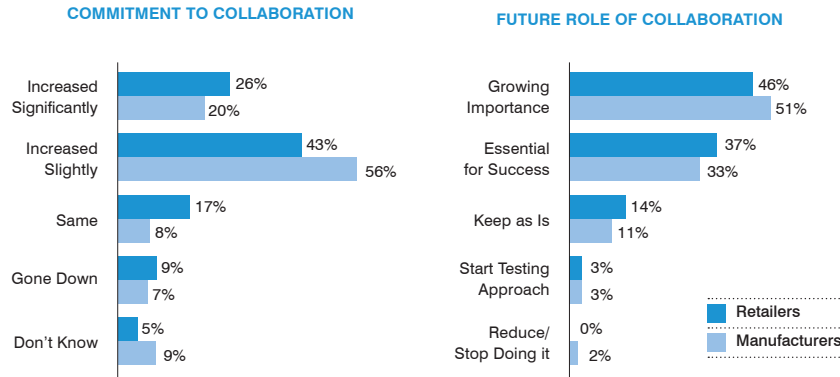 COMMITMENT TO COLLABORATION
Increased
Significantly
26%
20%
Increased
Slightly
43%
56%
Same
17%
8%
Gone Down
9%
7%
Don't Know
5%
9%
FUTURE ROLE OF COLLABORATION
Growing
Importance
46%
51%
Essential
for Success
37%
33%
Keep as Is
14%
11%
Start Testing
Approach
3%
3%
Reduce/
Stop Doing it
0%
2%
Retailers
Manufacturers